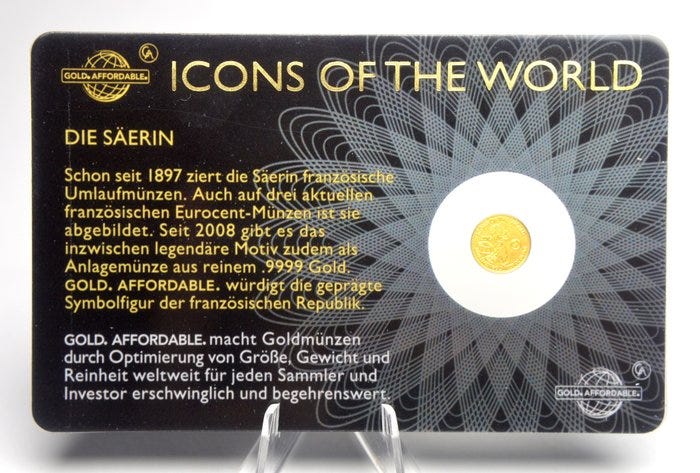 GOLD. AFFORDABLE.
CA
ICONS OF THE WORLD
DIE SÄERIN
Schon seit 1897 ziert die Säerin französische
Umlaufmünzen. Auch auf drei aktuellen
französischen Eurocent-Münzen ist sie
abgebildet. Seit 2008 gibt es das
inzwischen legendäre Motiv zudem als
Anlagemünze aus reinem .9999 Gold.
GOLD. AFFORDABLE. würdigt die geprägte
Symbolfigur der französischen Republik.
GOLD. AFFORDABLE. macht Goldmünzen
durch Optimierung von Größe, Gewicht und
Reinheit weltweit für jeden Sammler und
Investor erschwinglich und begehrenswert.
GOLD. AFFORDABLE.
CA